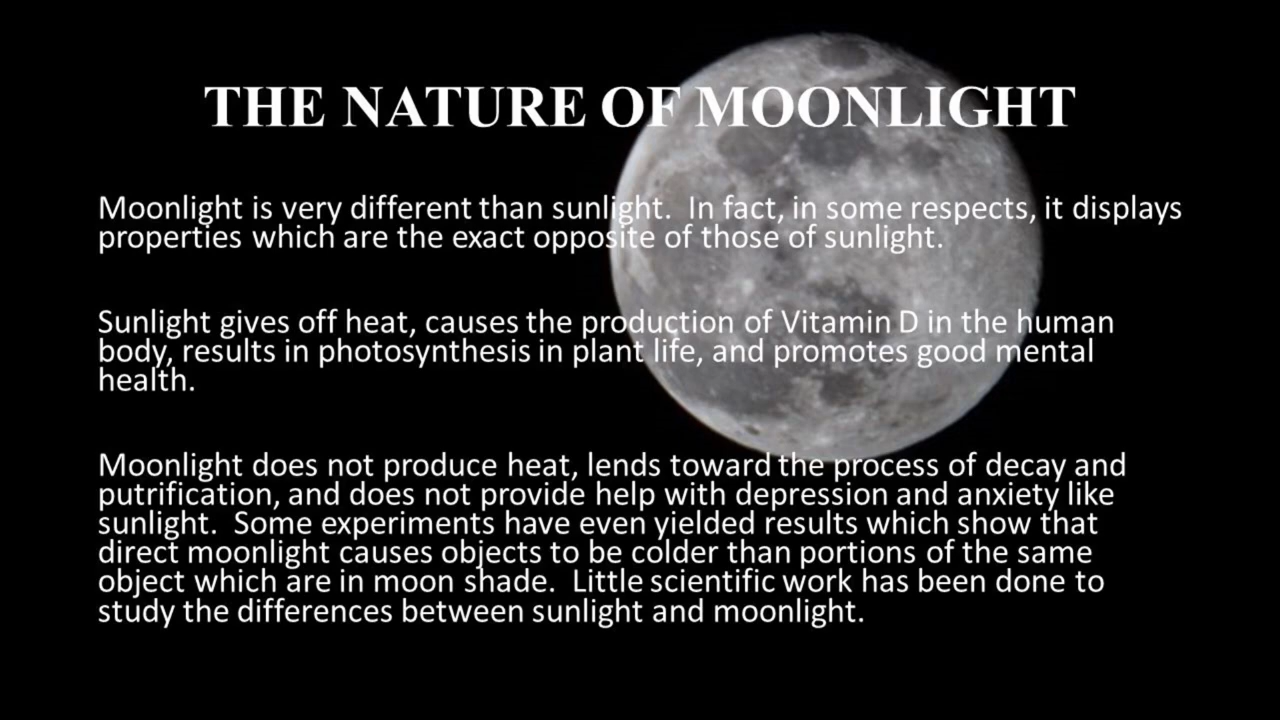 THE NATURE OF MOONLIGHT
Moonlight is very different than sunlight.  In fact, in some respects, it displays
properties which are the exact opposite of those of sunlight.
Sunlight gives off heat, causes the production of Vitamin D in the human
body, results in photosynthesis in plant life, and promotes good mental
health.
Moonlight does not produce heat, lends toward the process of decay and
putrification, and does not provide help with depression and anxiety like
sunlight.  Some experiments have even yielded results which show that
direct moonlight causes objects to be colder than portions of the same
object which are in moon shade.  Little scientific work has been done to
study the differences between sunlight and moonlight.